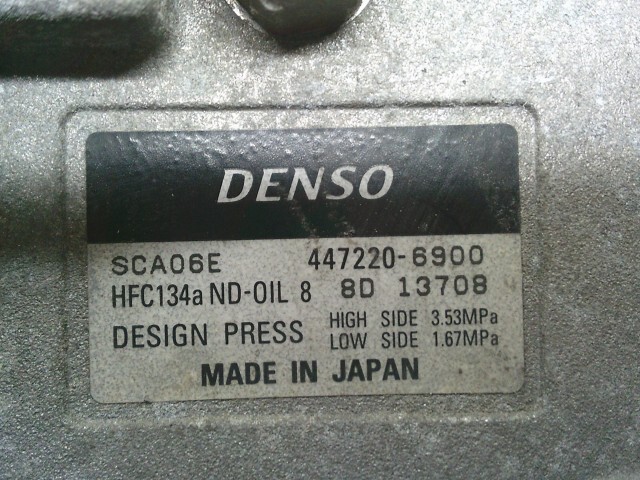 DENSO
SCA06E 447220-6900
HFC134a ND-OIL 8 8D 13708
DESIGN PRESS HIGH SIDE 3.53MPa
LOW SIDE 1.67MPa
MADE IN JAPAN